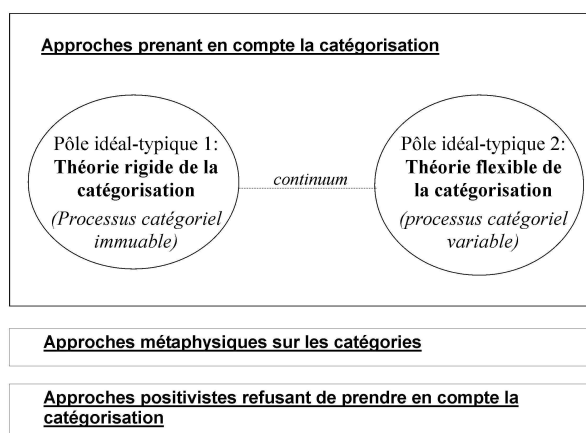 Approches prenant en compte la catégorisation
Pôle idéal-typique 1:
Théorie rigide de la
catégorisation
(Processus catégoriel
immuable)
continuum
Pôle idéal-typique 2:
Théorie flexible de
la catégorisation
(processus catégoriel
variable)
Approches métaphysiques sur les catégories
Approches positivistes refusant de prendre en compte la
catégorisation